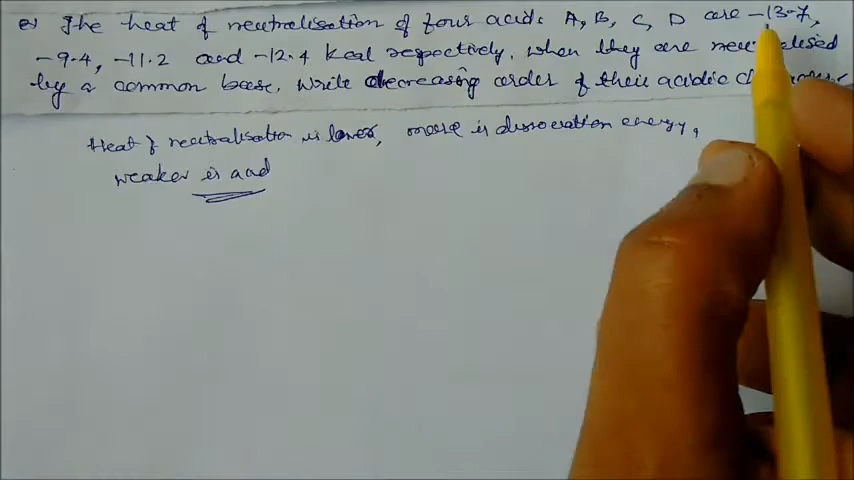 Q) The heat of neutralisation of four acids A, B, C, D are -13.7,
-9.4, -11.2 and -12.4 Kcal respectively, when they are
by a common base. Write decreasing order of their acidic
Heat of neutralisation is lower, more is dissociation energy,
weaker is acid